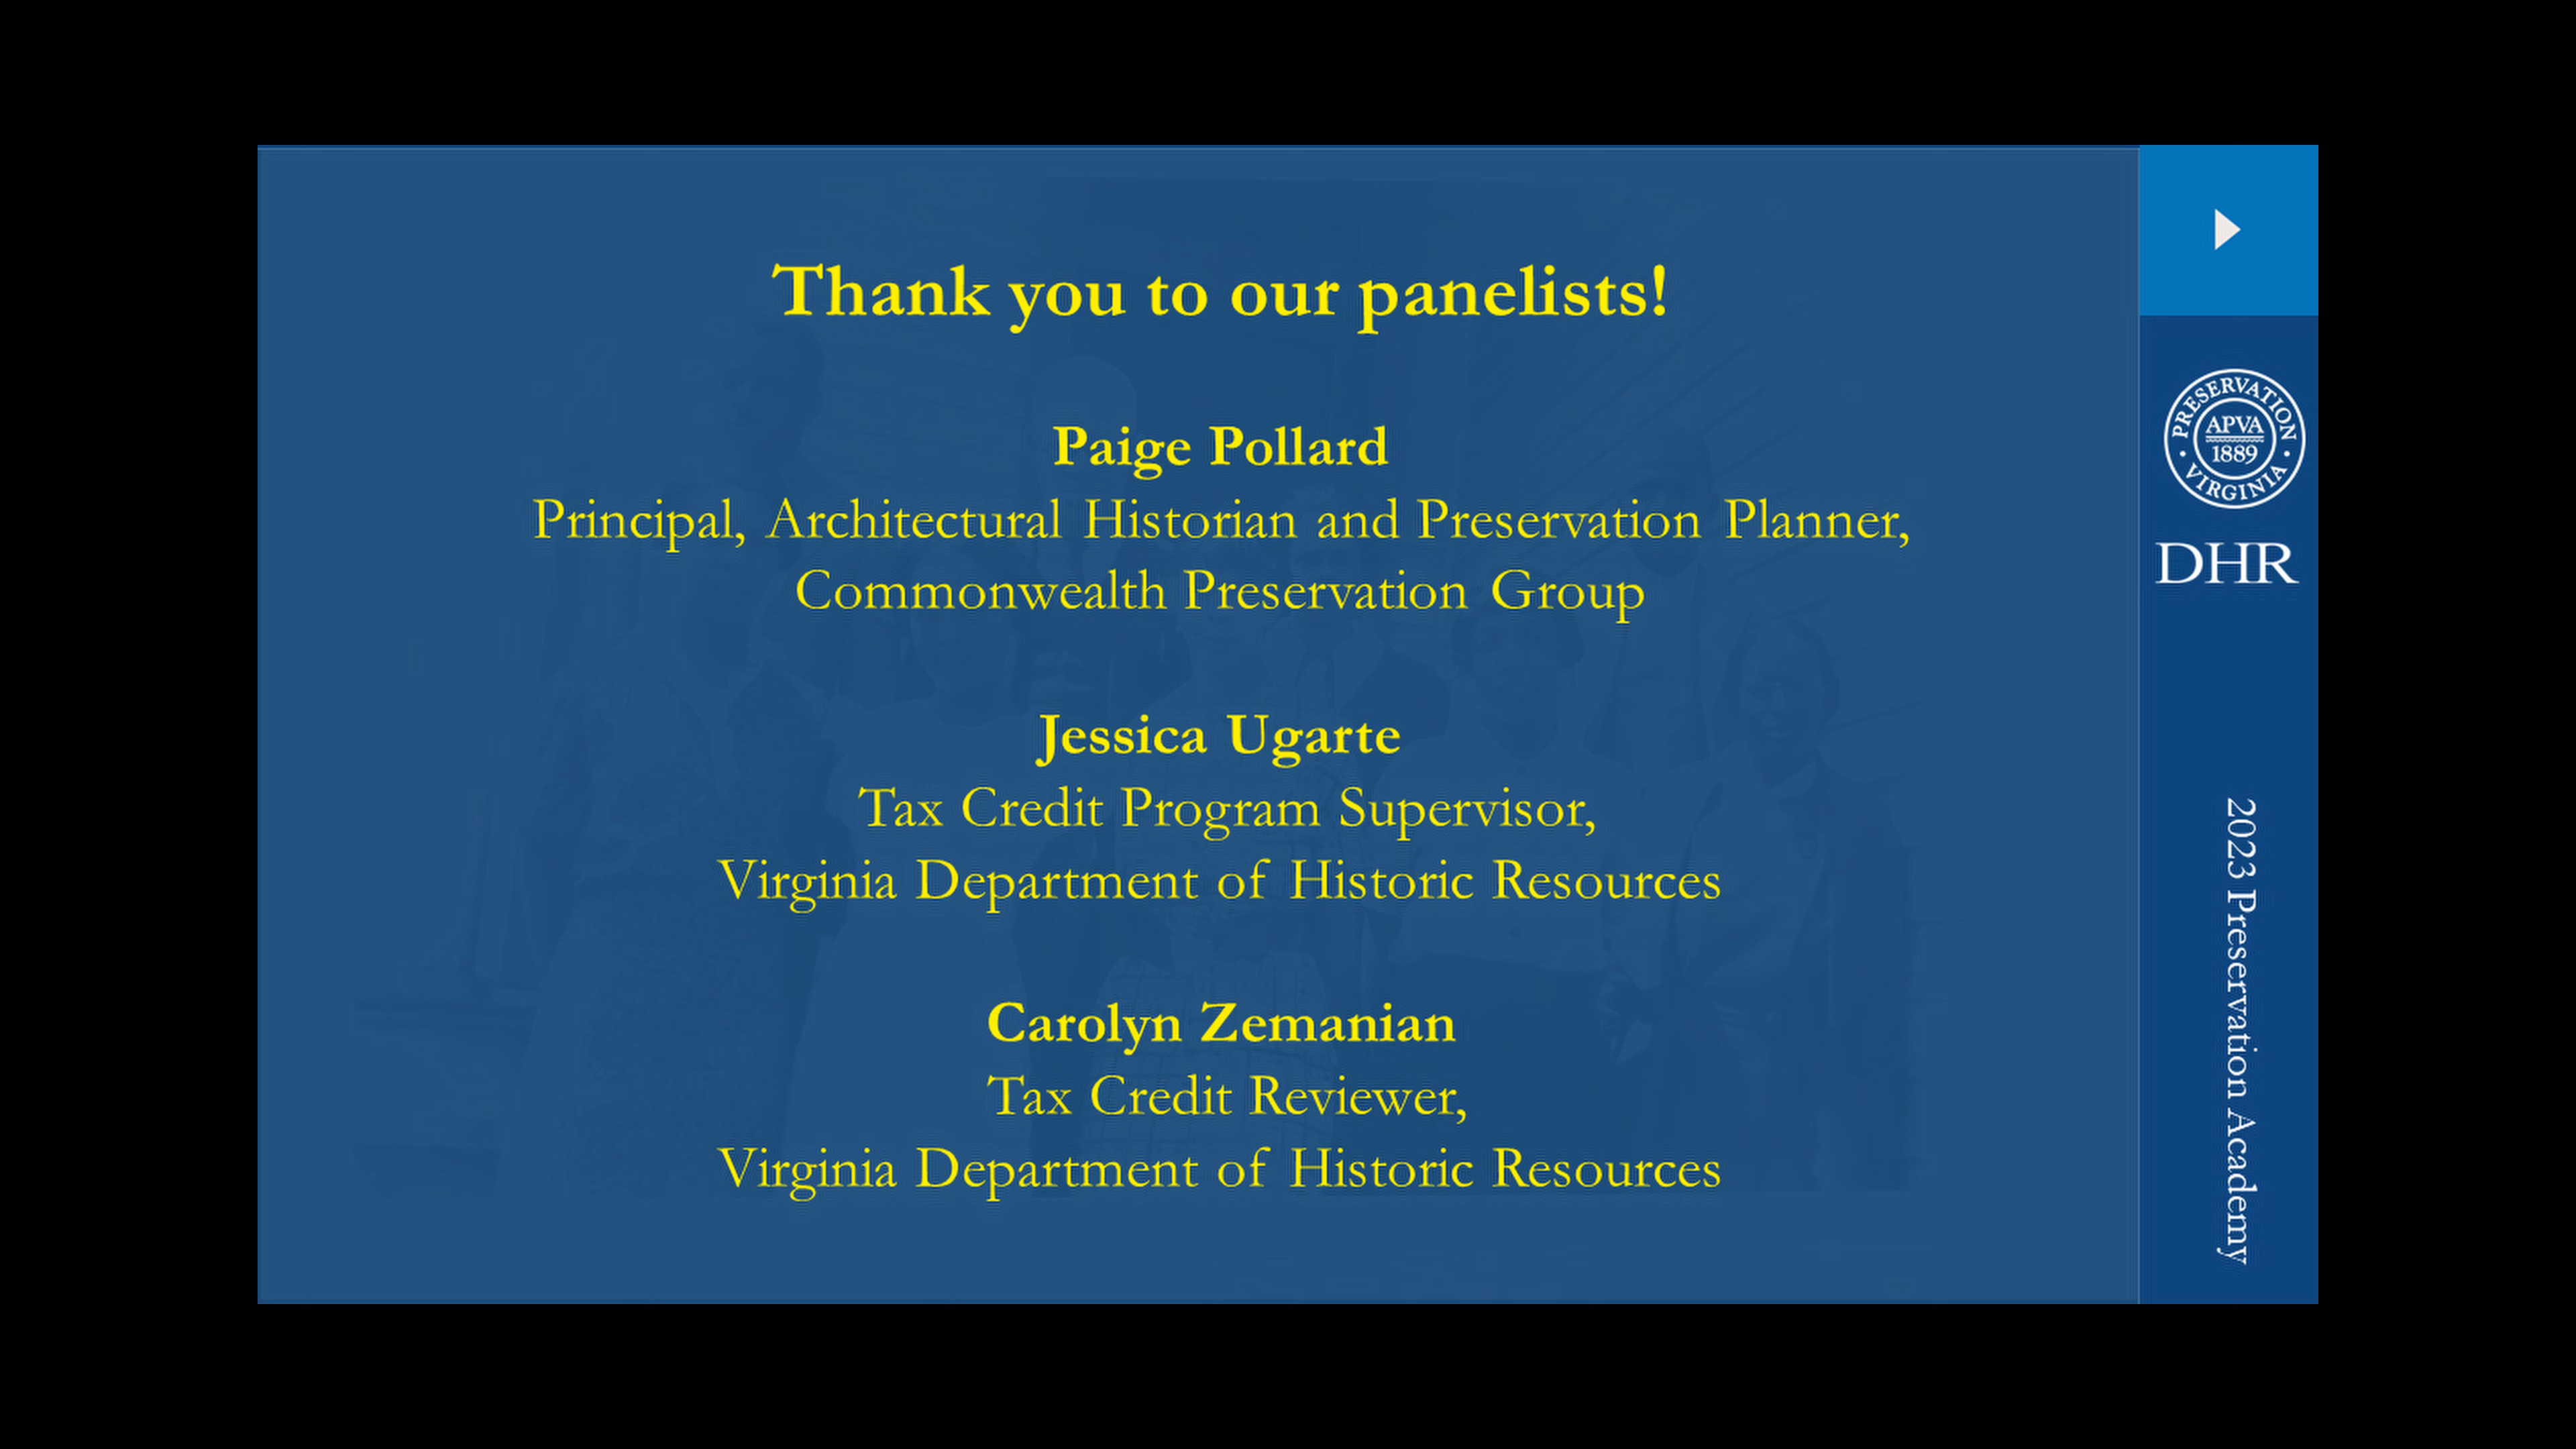 Thank you to our panelists!
Paige Pollard
Principal, Architectural Historian and Preservation Planner,
Commonwealth Preservation Group
Jessica Ugarte
Tax Credit Program Supervisor,
Virginia Department of Historic Resources
Carolyn Zemanian
Tax Credit Reviewer,
Virginia Department of Historic Resources
PRESERVATION
APVA
1889
VIRGINIA
DHR
2023 Preservation Academy